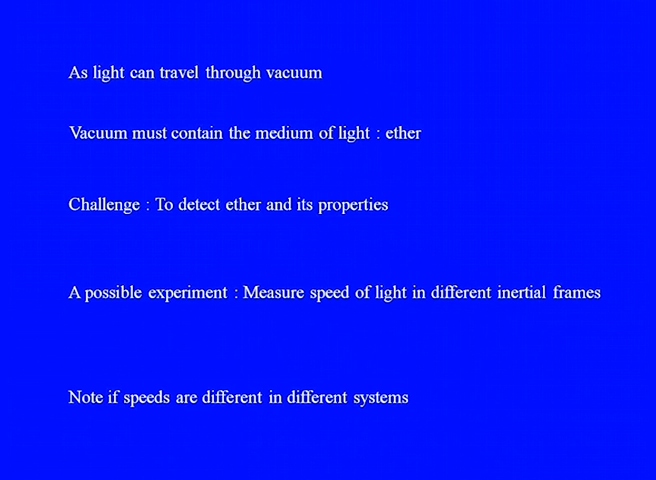 As light can travel through vacuum
Vacuum must contain the medium of light : ether
Challenge : To detect ether and its properties
A possible experiment : Measure speed of light in different inertial frames
Note if speeds are different in different systems